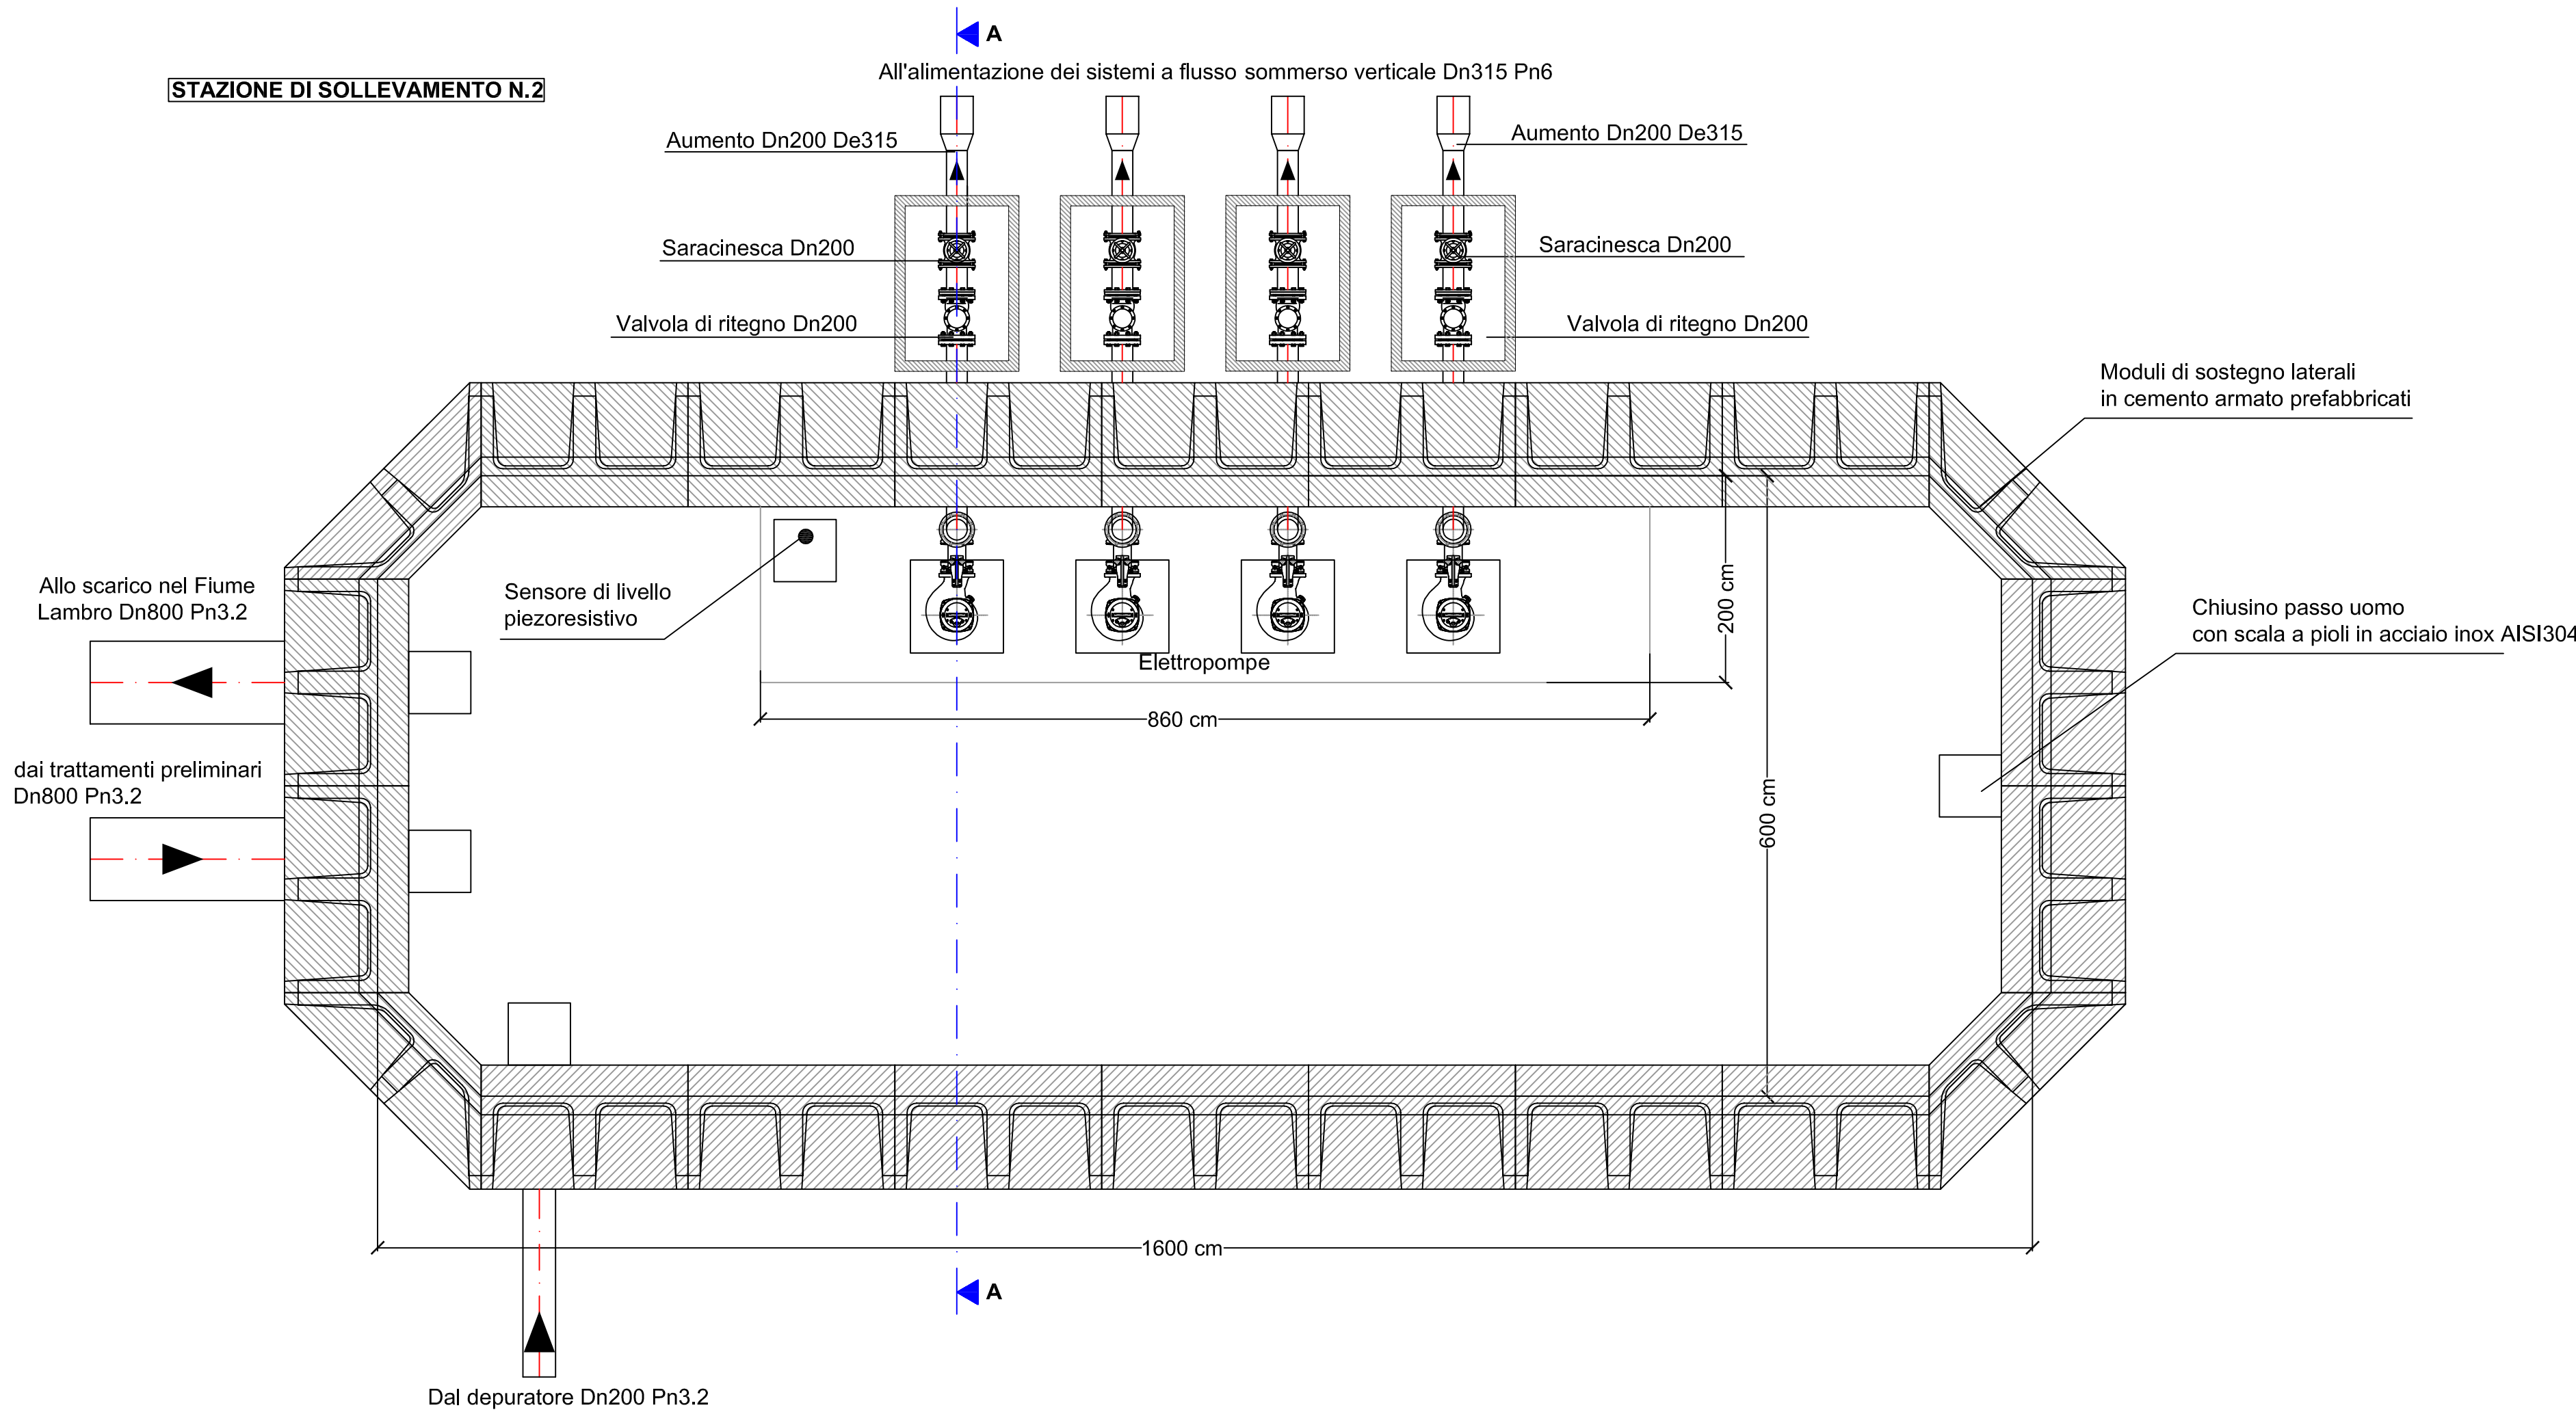 A
All'alimentazione dei sistemi a flusso sommerso verticale Dn315 Pn6
STAZIONE DI SOLLEVAMENTO N.2
Aumento Dn200 De315
Aumento Dn200 De315
Saracinesca Dn200
Saracinesca Dn200
Valvola di ritegno Dn200
Valvola di ritegno Dn200
Moduli di sostegno laterali
in cemento armato prefabbricati
Allo scarico nel Fiume
Lambro Dn800 Pn3.2
Sensore di livello
piezoresistivo
200 cm
Chiusino passo uomo
con scala a pioli in acciaio inox AISI304
Elettropompe
860 cm
dai trattamenti preliminari
Dn800 Pn3.2
600 cm
1600 cm
A
Dal depuratore Dn200 Pn3.2